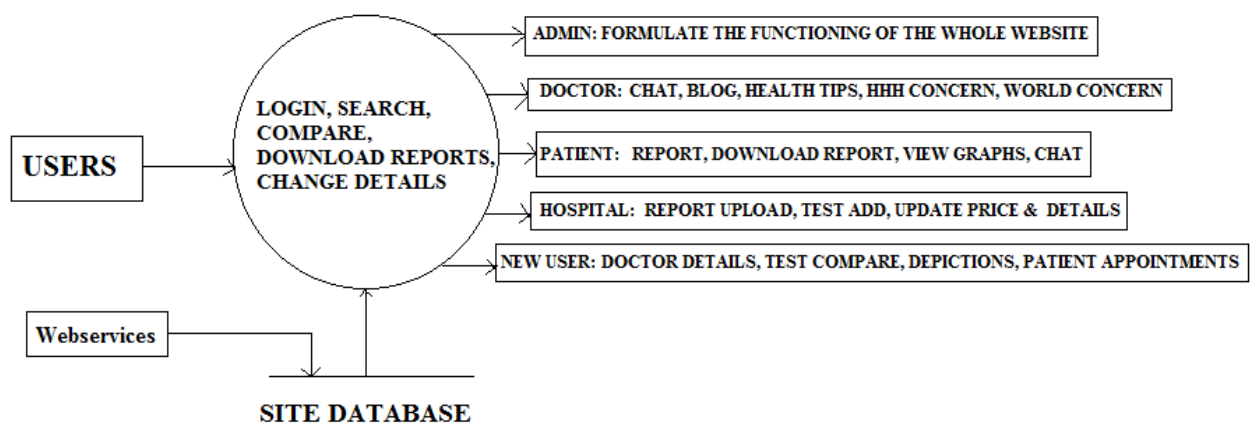 ADMIN: FORMULATE THE FUNCTIONING OF THE WHOLE WEBSITE
DOCTOR: CHAT, BLOG, HEALTH TIPS, HHH CONCERN, WORLD CONCERN
LOGIN, SEARCH,
COMPARE,
DOWNLOAD REPORTS,
CHANGE DETAILS
USERS
PATIENT: REPORT, DOWNLOAD REPORT, VIEW GRAPHS, CHAT
HOSPITAL: REPORT UPLOAD, TEST ADD, UPDATE PRICE & DETAILS
NEW USER: DOCTOR DETAILS, TEST COMPARE, DEPICTIONS, PATIENT APPOINTMENTS
Webservices
SITE DATABASE